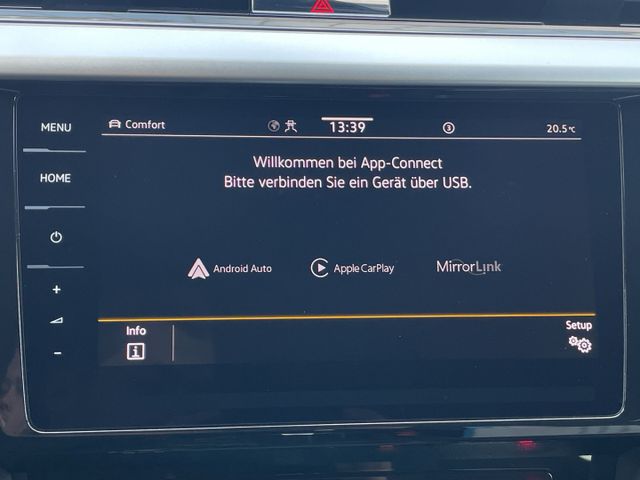 MENU
Comfort
13:39
3
20.5°C
HOME
Willkommen bei App-Connect
Bitte verbinden Sie ein Gerät über USB.
Android Auto
Apple CarPlay
MirrorLink
+
-
Info
i
Setup